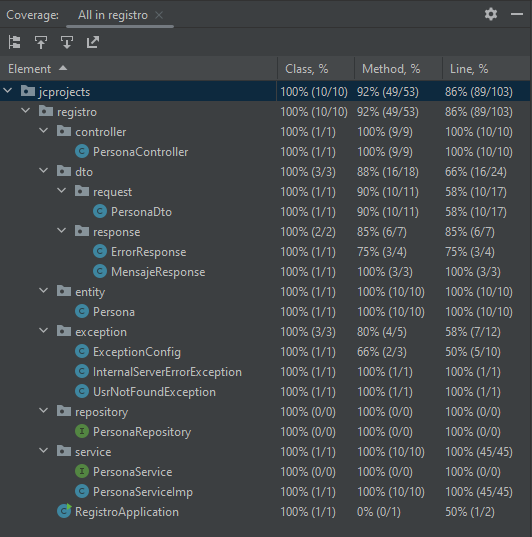 Coverage: All in registro
Element Class, % Method, % Line, %
jcprojects 100% (10/10) 92% (49/53) 86% (89/103)
registro 100% (10/10) 92% (49/53) 86% (89/103)
controller 100% (1/1) 100% (9/9) 100% (10/10)
PersonaController 100% (1/1) 100% (9/9) 100% (10/10)
dto 100% (3/3) 88% (16/18) 66% (16/24)
request 100% (1/1) 90% (10/11) 58% (10/17)
PersonaDto 100% (1/1) 90% (10/11) 58% (10/17)
response 100% (2/2) 85% (6/7) 85% (6/7)
ErrorResponse 100% (1/1) 75% (3/4) 75% (3/4)
MensajeResponse 100% (1/1) 100% (3/3) 100% (3/3)
entity 100% (1/1) 100% (10/10) 100% (10/10)
Persona 100% (1/1) 100% (10/10) 100% (10/10)
exception 100% (3/3) 80% (4/5) 58% (7/12)
ExceptionConfig 100% (1/1) 66% (2/3) 50% (5/10)
InternalServerErrorException 100% (1/1) 100% (1/1) 100% (1/1)
UsrNotFoundException 100% (1/1) 100% (1/1) 100% (1/1)
repository 100% (0/0) 100% (0/0) 100% (0/0)
PersonaRepository 100% (0/0) 100% (0/0) 100% (0/0)
service 100% (1/1) 100% (10/10) 100% (45/45)
PersonaService 100% (0/0) 100% (0/0) 100% (0/0)
PersonaServiceImp 100% (1/1) 100% (10/10) 100% (45/45)
RegistroApplication 100% (1/1) 0% (0/1) 50% (1/2)